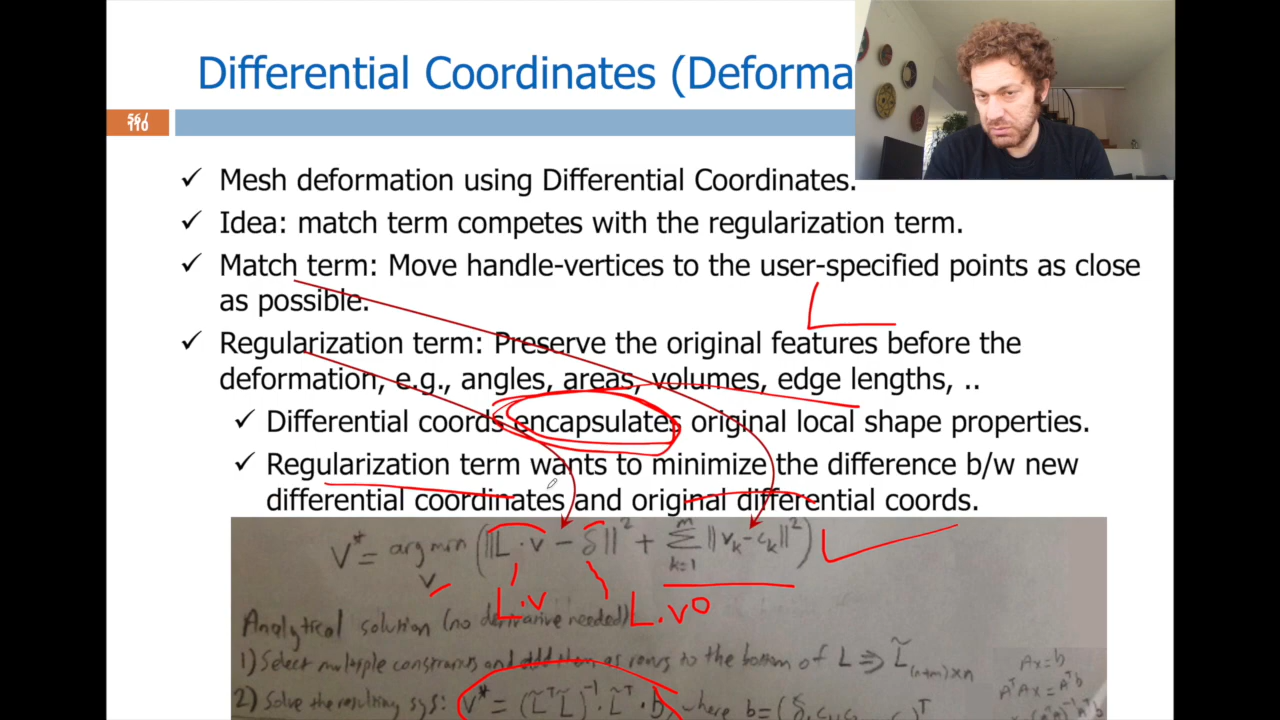 Differential Coordinates (Deforma
56 / 110
✓ Mesh deformation using Differential Coordinates.
✓ Idea: match term competes with the regularization term.
✓ Match term: Move handle-vertices to the user-specified points as close
as possible.
✓ Regularization term: Preserve the original features before the
deformation, e.g., angles, areas, volumes, edge lengths, ..
✓ Differential coords encapsulates original local shape properties.
✓ Regularization term wants to minimize the difference b/w new
differential coordinates and original differential coords.
V* = argmin (||L·v − δ||² + Σ ||vₖ − cₖ||²)
v k=1 m
L·v L·v⁰
Analytical solution (no derivative needed)
1) Select multiple constraints and add them as rows to the bottom of L ⇒ L̃ (n+m)xn
Ax=b
2) Solve the resulting sys: V* = (L̃ᵀL̃)⁻¹·L̃ᵀ·b, where b=(δ,
AᵀAx=Aᵀb